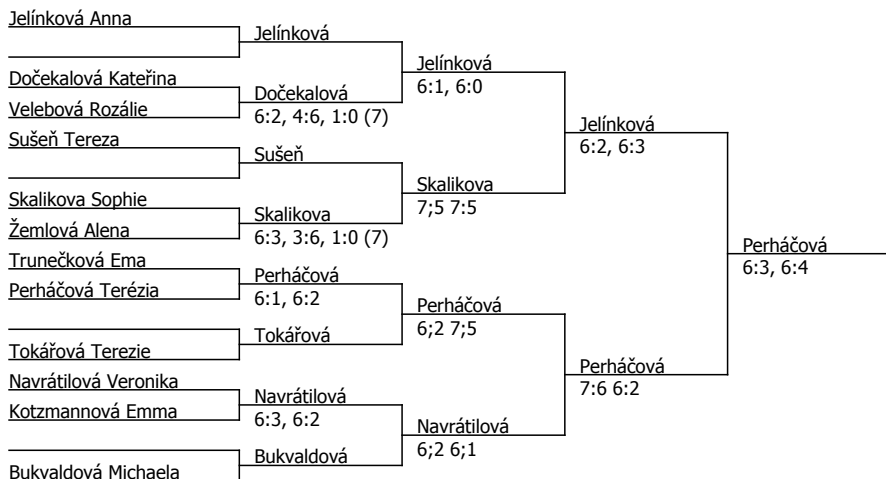 Jelínková Anna
Jelínková
Jelínková
6:1, 6:0
Dočekalová Kateřina
Dočekalová
6:2, 4:6, 1:0 (7)
Velebová Rozálie
Jelínková
6:2, 6:3
Sušeň Tereza
Sušeň
Skalikova
7;5 7:5
Skalikova Sophie
Skalikova
6:3, 3:6, 1:0 (7)
Žemlová Alena
Perháčová
6:3, 6:4
Trunečková Ema
Perháčová
6:1, 6:2
Perháčová Terézia
Perháčová
6;2 7;5
Tokářová
Tokářová Terezie
Perháčová
7:6 6:2
Navrátilová Veronika
Navrátilová
6:3, 6:2
Kotzmannová Emma
Navrátilová
6;2 6;1
Bukvaldová
Bukvaldová Michaela